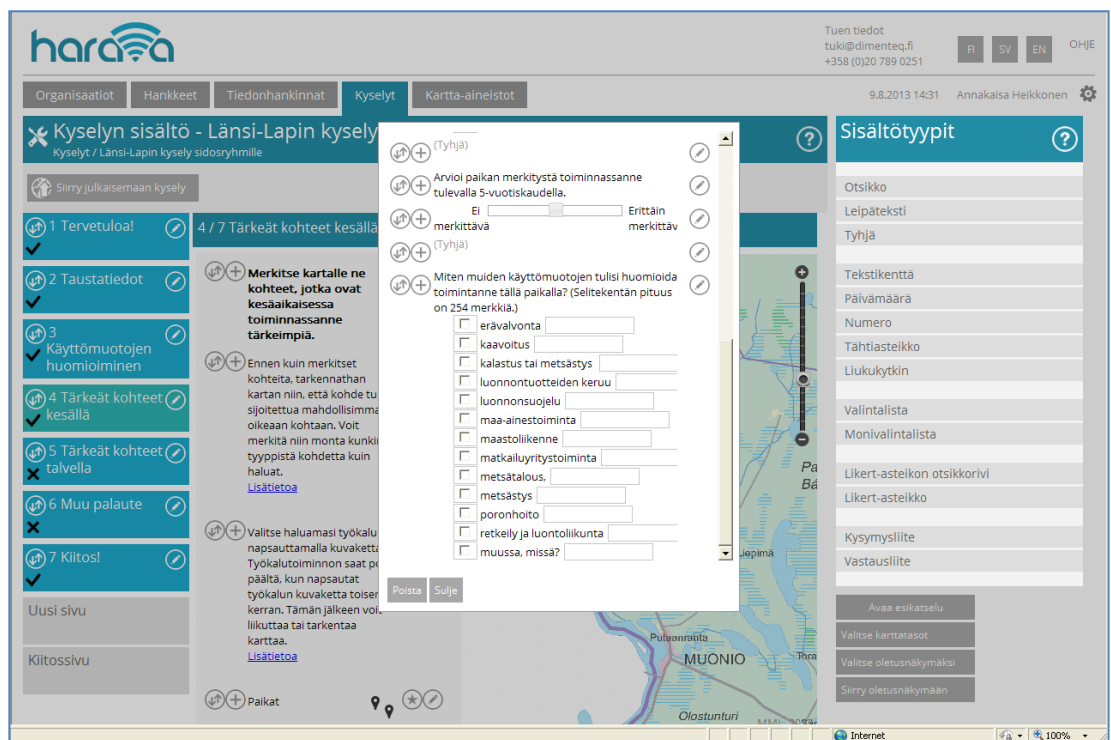 harava
Tuen tiedot
tuki@dimenteq.fi
+358 (0)20 789 0251
FI SV EN OHJE
Organisaatiot Hankkeet Tiedonhankinnat Kyselyt Kartta-aineistot
9.8.2013 14:31 Annakaisa Heikkonen
Kyselyn sisältö - Länsi-Lapin kysely
Kyselyt / Länsi-Lapin kysely sidosryhmille
Siirry julkaisemaan kysely
1 Tervetuloa!
2 Taustatiedot
3
Käyttömuotojen
huomioiminen
4 Tärkeät kohteet
kesällä
5 Tärkeät kohteet
talvella
6 Muu palaute
7 Kiitos!
Uusi sivu
Kiitossivu
4 / 7 Tärkeät kohteet kesällä
Merkitse kartalle ne
kohteet, jotka ovat
kesäaikaisessa
toiminnassanne
tärkeimpiä.
Ennen kuin merkitset
kohteita, tarkennathan
kartan niin, että kohde tu
sijoitettua mahdollisimma
oikeaan kohtaan. Voit
merkitä niin monta kunki
tyyppistä kohdetta kuin
haluat.
Lisätietoa
Valitse haluamasi työkalu
napsauttamalla kuvaketta
Työkalutoiminnon saat po
päältä, kun napsautat
työkalun kuvaketta toiser
kerran. Tämän jälkeen voit
liikuttaa tai tarkentaa
karttaa.
Lisätietoa
Paikat
(Tyhjä)
Arvioi paikan merkitystä toiminnassanne
tulevalla 5-vuotiskaudella.
Ei Erittäin
merkittävä merkittäv
(Tyhjä)
Miten muiden käyttömuotojen tulisi huomioida
toimintanne tällä paikalla? (Selitekentän pituus
on 254 merkkiä.)
erävalvonta
kaavoitus
kalastus tai metsästys
luonnontuotteiden keruu
luonnonsuojelu
maa-ainestoiminta
maastoliikenne
matkailuyritystoiminta
metsätalous,
metsästys
poronhoito
retkeily ja luontoliikunta
muussa, missä?
Poista Sulje
Pa
Bá
Liepimä
Putaanranta
MUONIO
Tora
Olostunturi
Sisältötyypit
Otsikko
Leipäteksti
Tyhjä
Tekstikenttä
Päivämäärä
Numero
Tähtiasteikko
Liukukytkin
Valintalista
Monivalintalista
Likert-asteikon otsikkorivi
Likert-asteikko
Kysymysliite
Vastausliite
Avaa esikatselu
Valitse karttatasot
Valitse oletusnäkymäksi
Siirry oletusnäkymään
Internet 100%